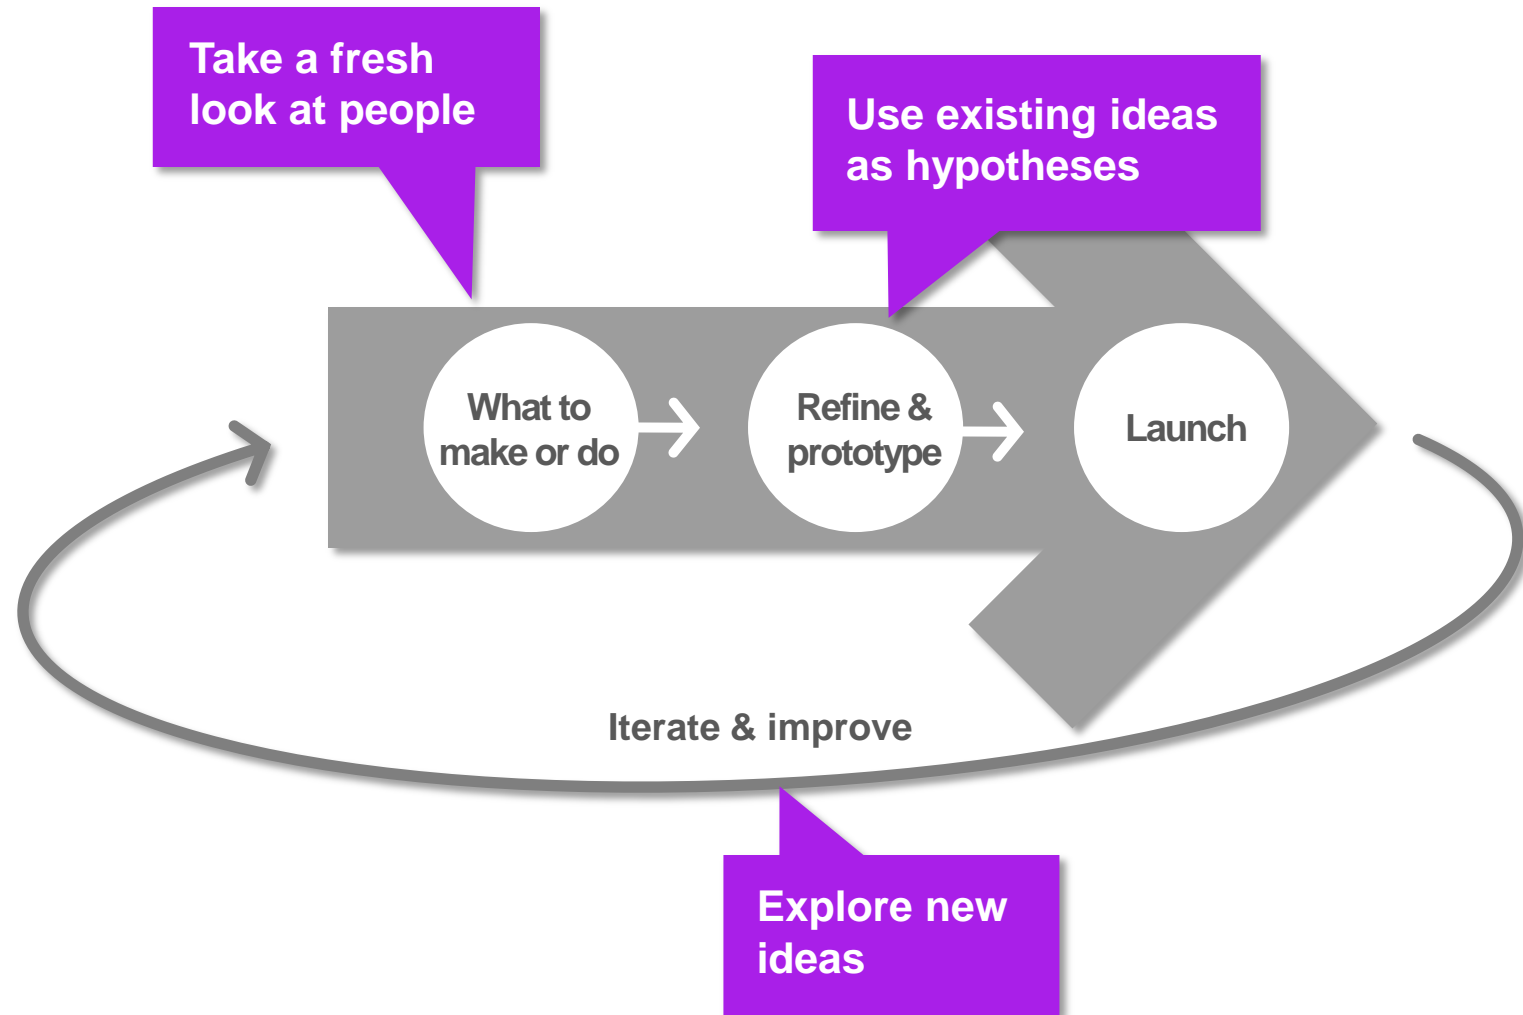 Take a fresh
look at people
Use existing ideas
as hypotheses
What to
make or do
Refine &
prototype
Launch
Iterate & improve
Explore new
ideas